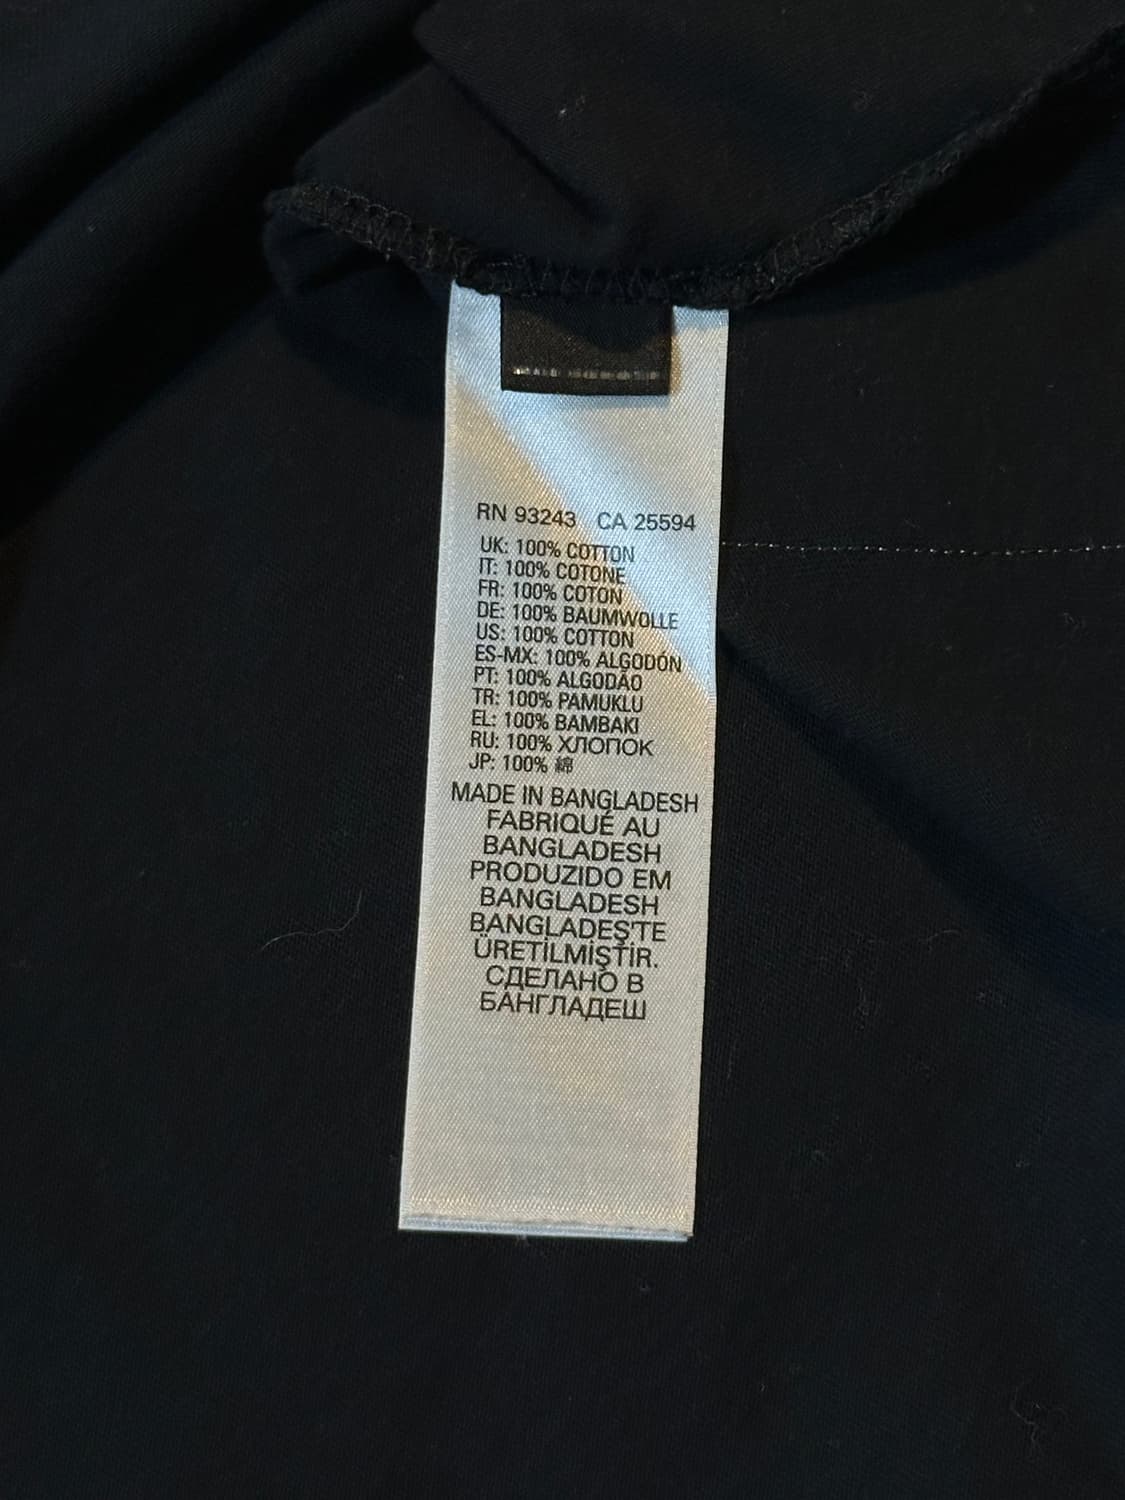 RN 93243 CA 25594
UK: 100% COTTON
IT: 100% COTONE
FR: 100% COTON
DE: 100% BAUMWOLLE
US: 100% COTTON
ES-MX: 100% ALGODÓN
PT: 100% ALGODÃO
TR: 100% PAMUKLU
EL: 100% BAMBAKI
RU: 100% ХЛОПОК
JP: 100% 綿
MADE IN BANGLADESH
FABRIQUÉ AU
BANGLADESH
PRODUZIDO EM
BANGLADESH
BANGLADEŞ'TE
ÜRETİLMİŞTİR.
СДЕЛАНО В
БАНГЛАДЕШ